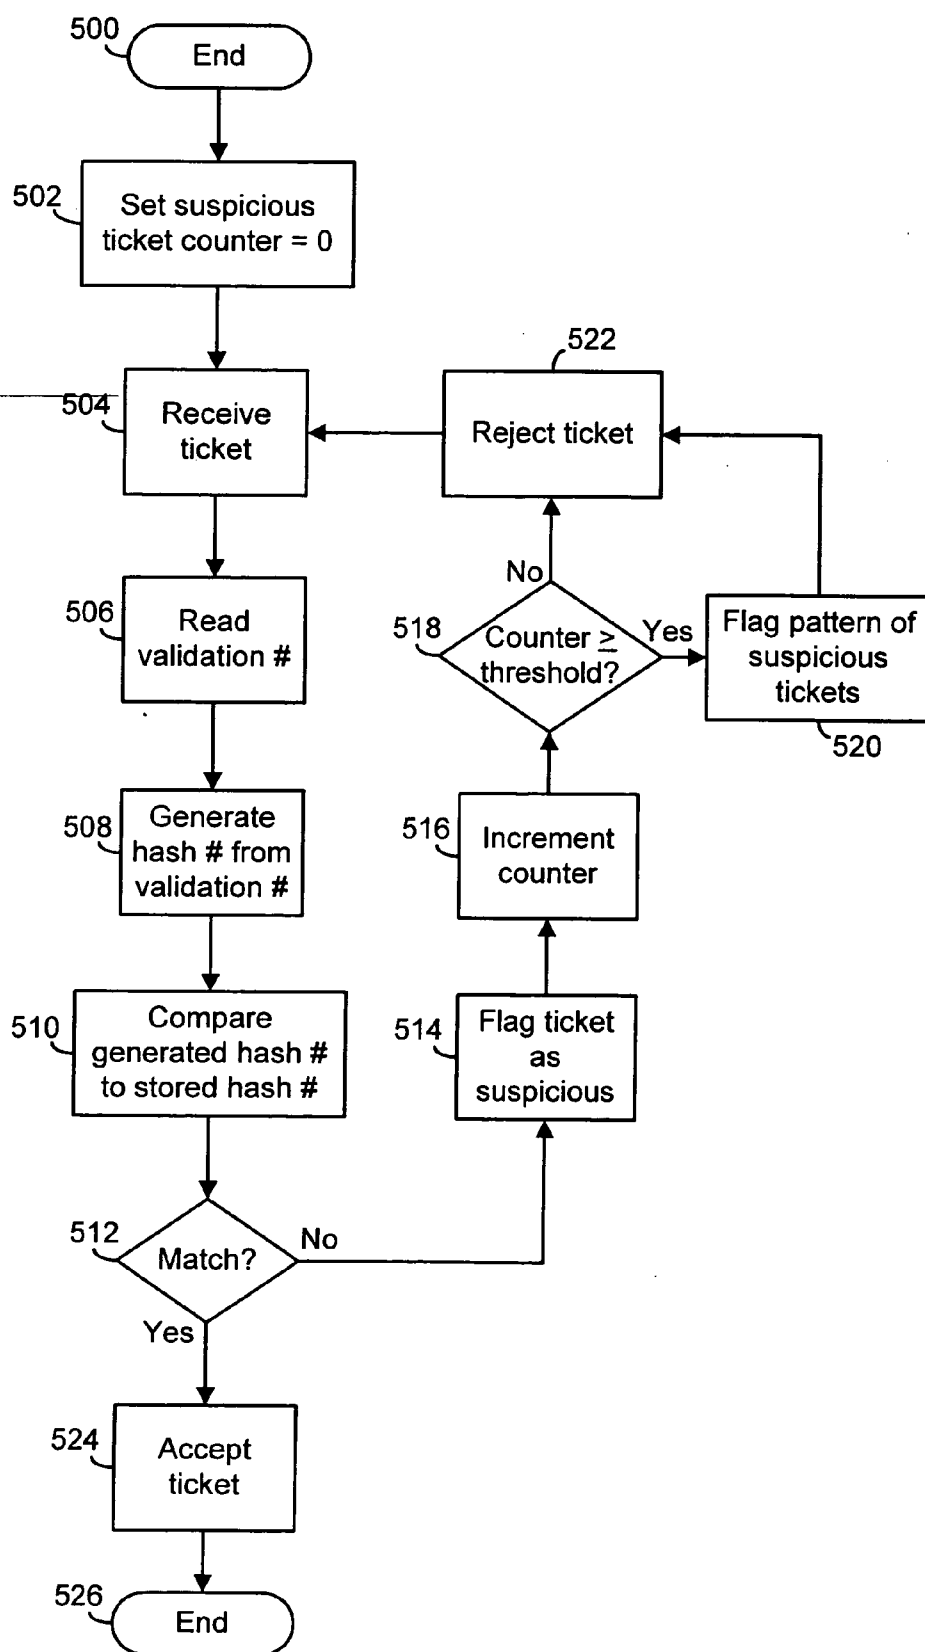 500
End
502
Set suspicious
ticket counter = 0
522
504
Receive
ticket
Reject ticket
No
506
Read
validation #
518
Counter ≥
threshold?
Yes
Flag pattern of
suspicious
tickets
520
508
Generate
hash # from
validation #
516
Increment
counter
510
Compare
generated hash #
to stored hash #
514
Flag ticket
as
suspicious
512
Match?
No
Yes
524
Accept
ticket
526
End